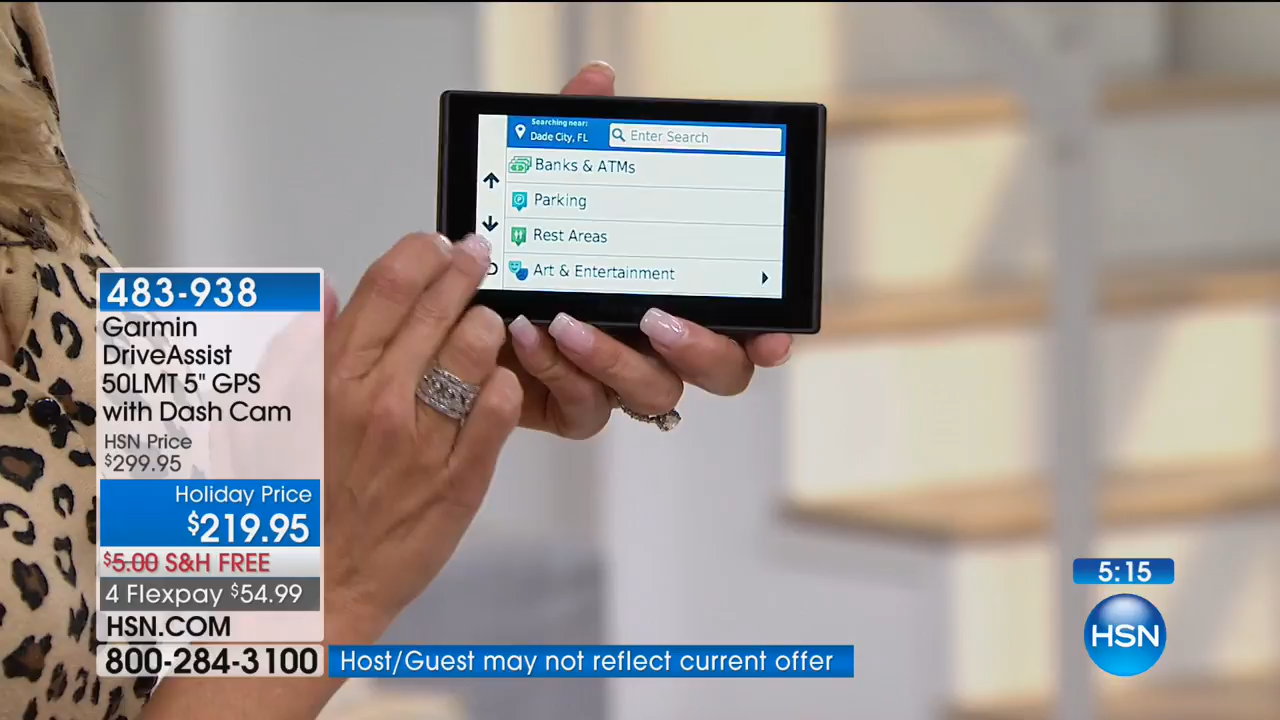 Searching near:
Dade City, FL
Enter Search
Banks & ATMs
Parking
Rest Areas
Art & Entertainment
483-938
Garmin
DriveAssist
50LMT 5" GPS
with Dash Cam
HSN Price
$299.95
Holiday Price
$219.95
$5.00 S&H FREE
4 Flexpay $54.99
HSN.COM
800-284-3100
Host/Guest may not reflect current offer
5:15
HSN